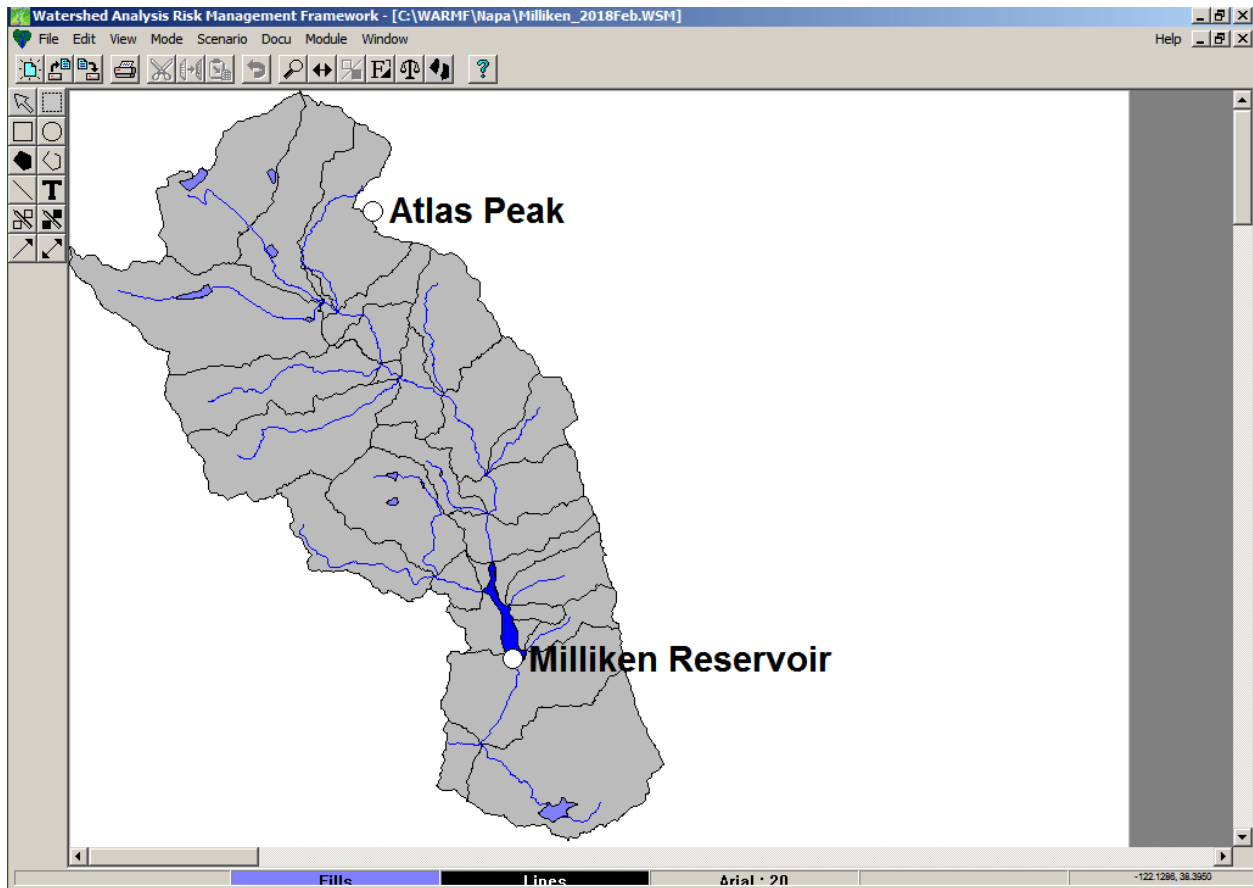 Watershed Analysis Risk Management Framework - [C:\WARMF\Napa\Milliken_2018Feb.WSM]
File Edit View Mode Scenario Docu Module Window Help
F
?
T
Atlas Peak
Milliken Reservoir
Fills Lines Arial : 20 -122.1286, 38.3950